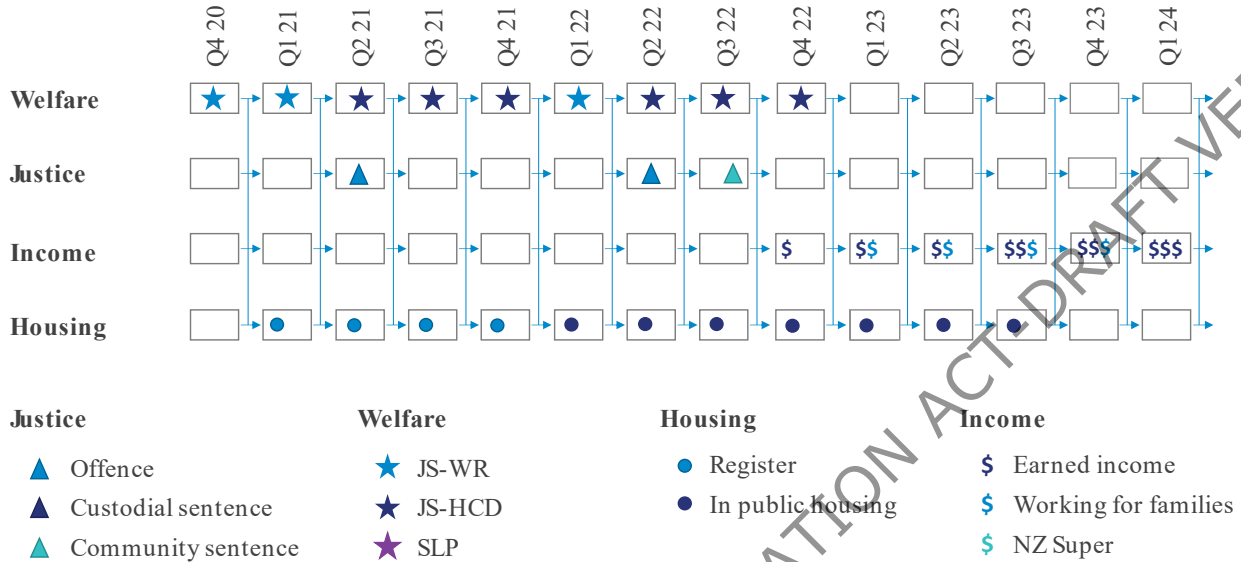 Q4 20 Q1 21 Q2 21 Q3 21 Q4 21 Q1 22 Q2 22 Q3 22 Q4 22 Q1 23 Q2 23 Q3 23 Q4 23 Q1 24
Welfare
Justice
Income $ $$ $$ $$$ $$$ $$$
Housing
Justice Welfare Housing Income
Offence JS-WR Register $ Earned income
Custodial sentence JS-HCD In public housing $ Working for families
Community sentence SLP $ NZ Super
ACT-DRAFT